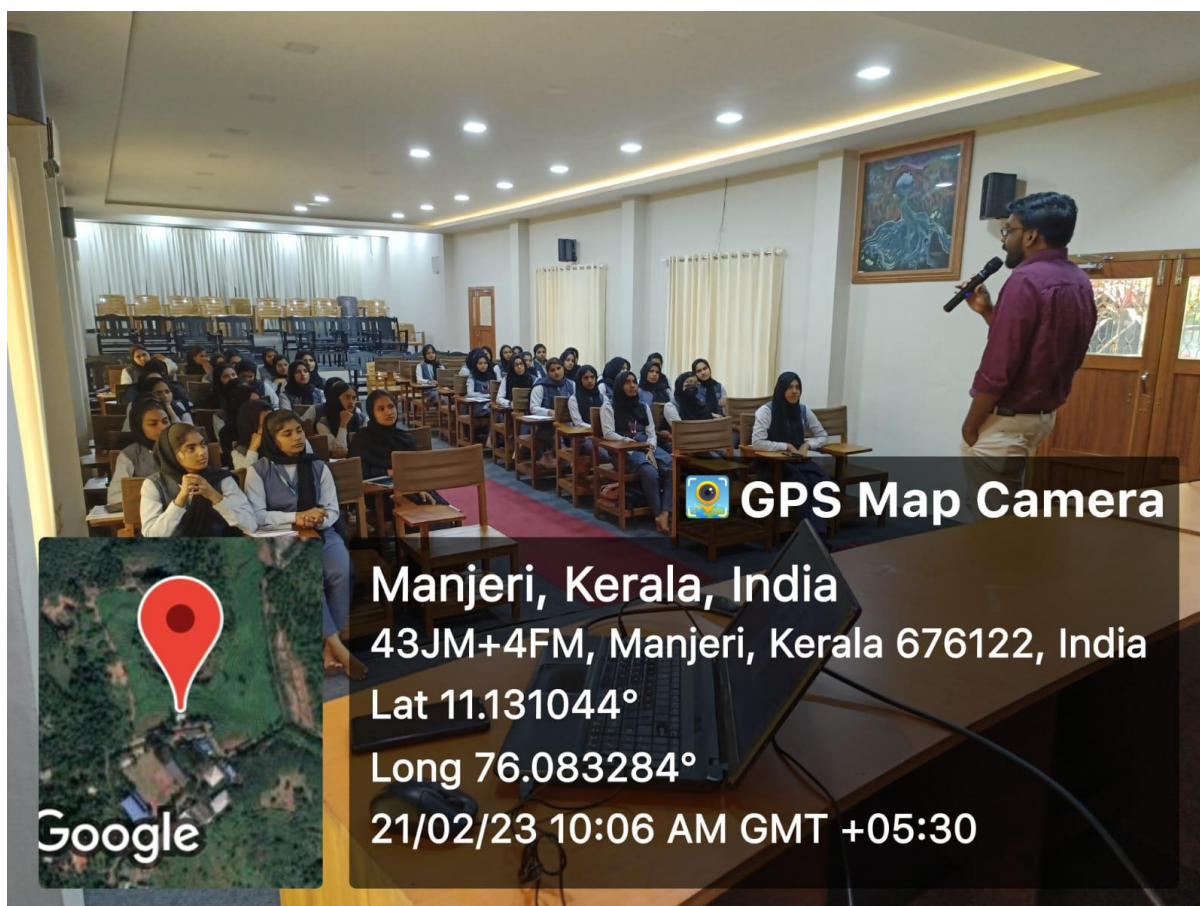 GPS Map Camera
Manjeri, Kerala, India
43JM+4FM, Manjeri, Kerala 676122, India
Lat 11.131044°
Long 76.083284°
21/02/23 10:06 AM GMT +05:30
Google